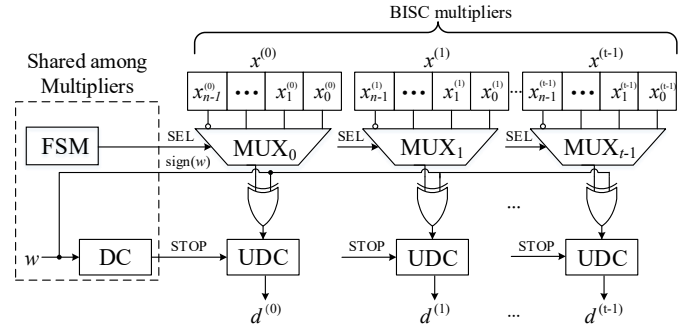 BISC multipliers
Shared among
Multipliers
x^(0) x^(1) x^(t-1)
x_{n-1}^{(0)} ••• x_1^{(0)} x_0^{(0)} x_{n-1}^{(1)} ••• x_1^{(1)} x_0^{(1)} ... x_{n-1}^{(t-1)} ••• x_1^{(t-1)} x_0^{(t-1)}
FSM SEL MUX_0 SEL MUX_1 SEL MUX_{t-1}
sign(w)
...
w DC STOP UDC STOP UDC STOP UDC
d^(0) d^(1) ... d^(t-1)